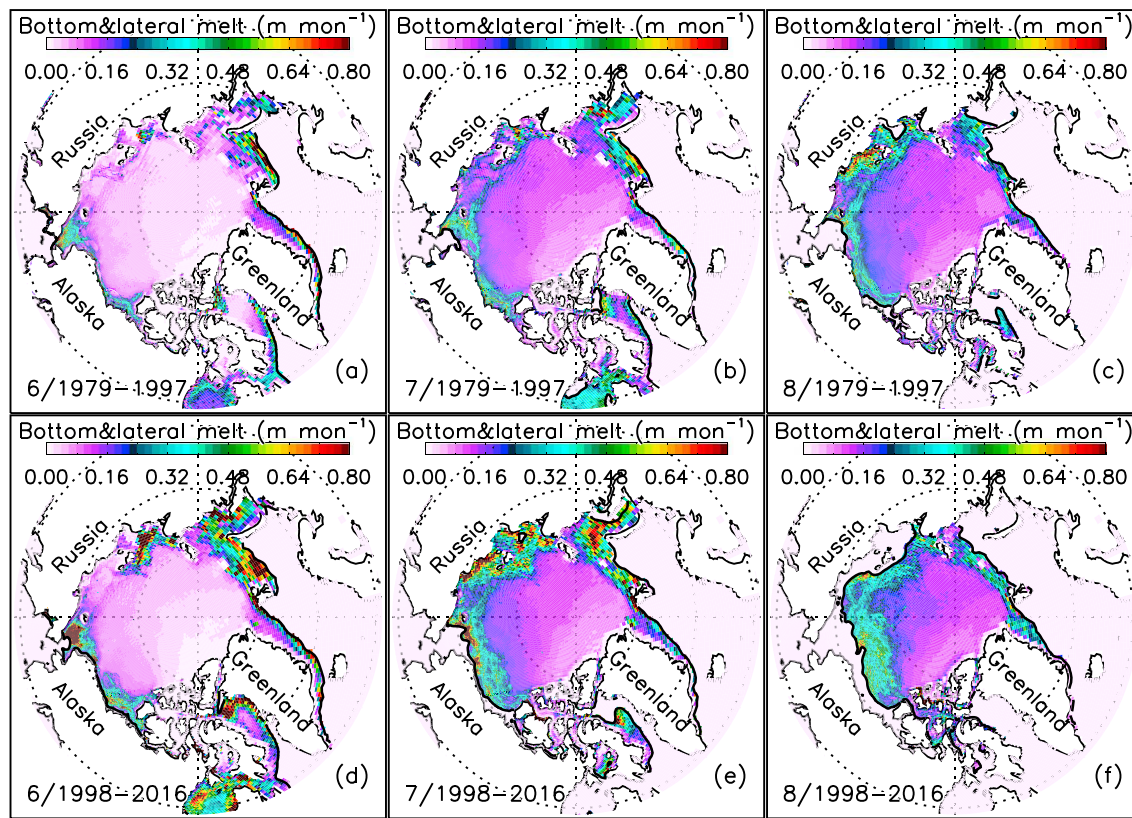 Bottom&lateral melt (m mon⁻¹)
0.00 0.16 0.32 0.48 0.64 0.80
Russia
Alaska
Greenland
6/1979−1997
(a)
Bottom&lateral melt (m mon⁻¹)
0.00 0.16 0.32 0.48 0.64 0.80
Russia
Alaska
Greenland
7/1979−1997
(b)
Bottom&lateral melt (m mon⁻¹)
0.00 0.16 0.32 0.48 0.64 0.80
Russia
Alaska
Greenland
8/1979−1997
(c)
Bottom&lateral melt (m mon⁻¹)
0.00 0.16 0.32 0.48 0.64 0.80
Russia
Alaska
Greenland
6/1998−2016
(d)
Bottom&lateral melt (m mon⁻¹)
0.00 0.16 0.32 0.48 0.64 0.80
Russia
Alaska
Greenland
7/1998−2016
(e)
Bottom&lateral melt (m mon⁻¹)
0.00 0.16 0.32 0.48 0.64 0.80
Russia
Alaska
Greenland
8/1998−2016
(f)